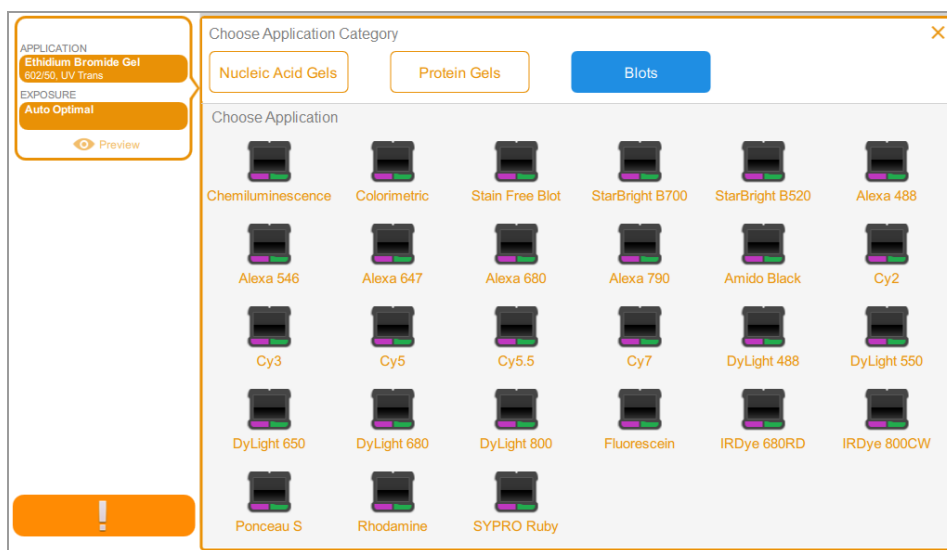 APPLICATION
Ethidium Bromide Gel
602/50, UV Trans
EXPOSURE
Auto Optimal
Preview
Choose Application Category
Nucleic Acid Gels Protein Gels Blots
Choose Application
Chemiluminescence Colorimetric Stain Free Blot StarBright B700 StarBright B520 Alexa 488
Alexa 546 Alexa 647 Alexa 680 Alexa 790 Amido Black Cy2
Cy3 Cy5 Cy5.5 Cy7 DyLight 488 DyLight 550
DyLight 650 DyLight 680 DyLight 800 Fluorescein IRDye 680RD IRDye 800CW
Ponceau S Rhodamine SYPRO Ruby